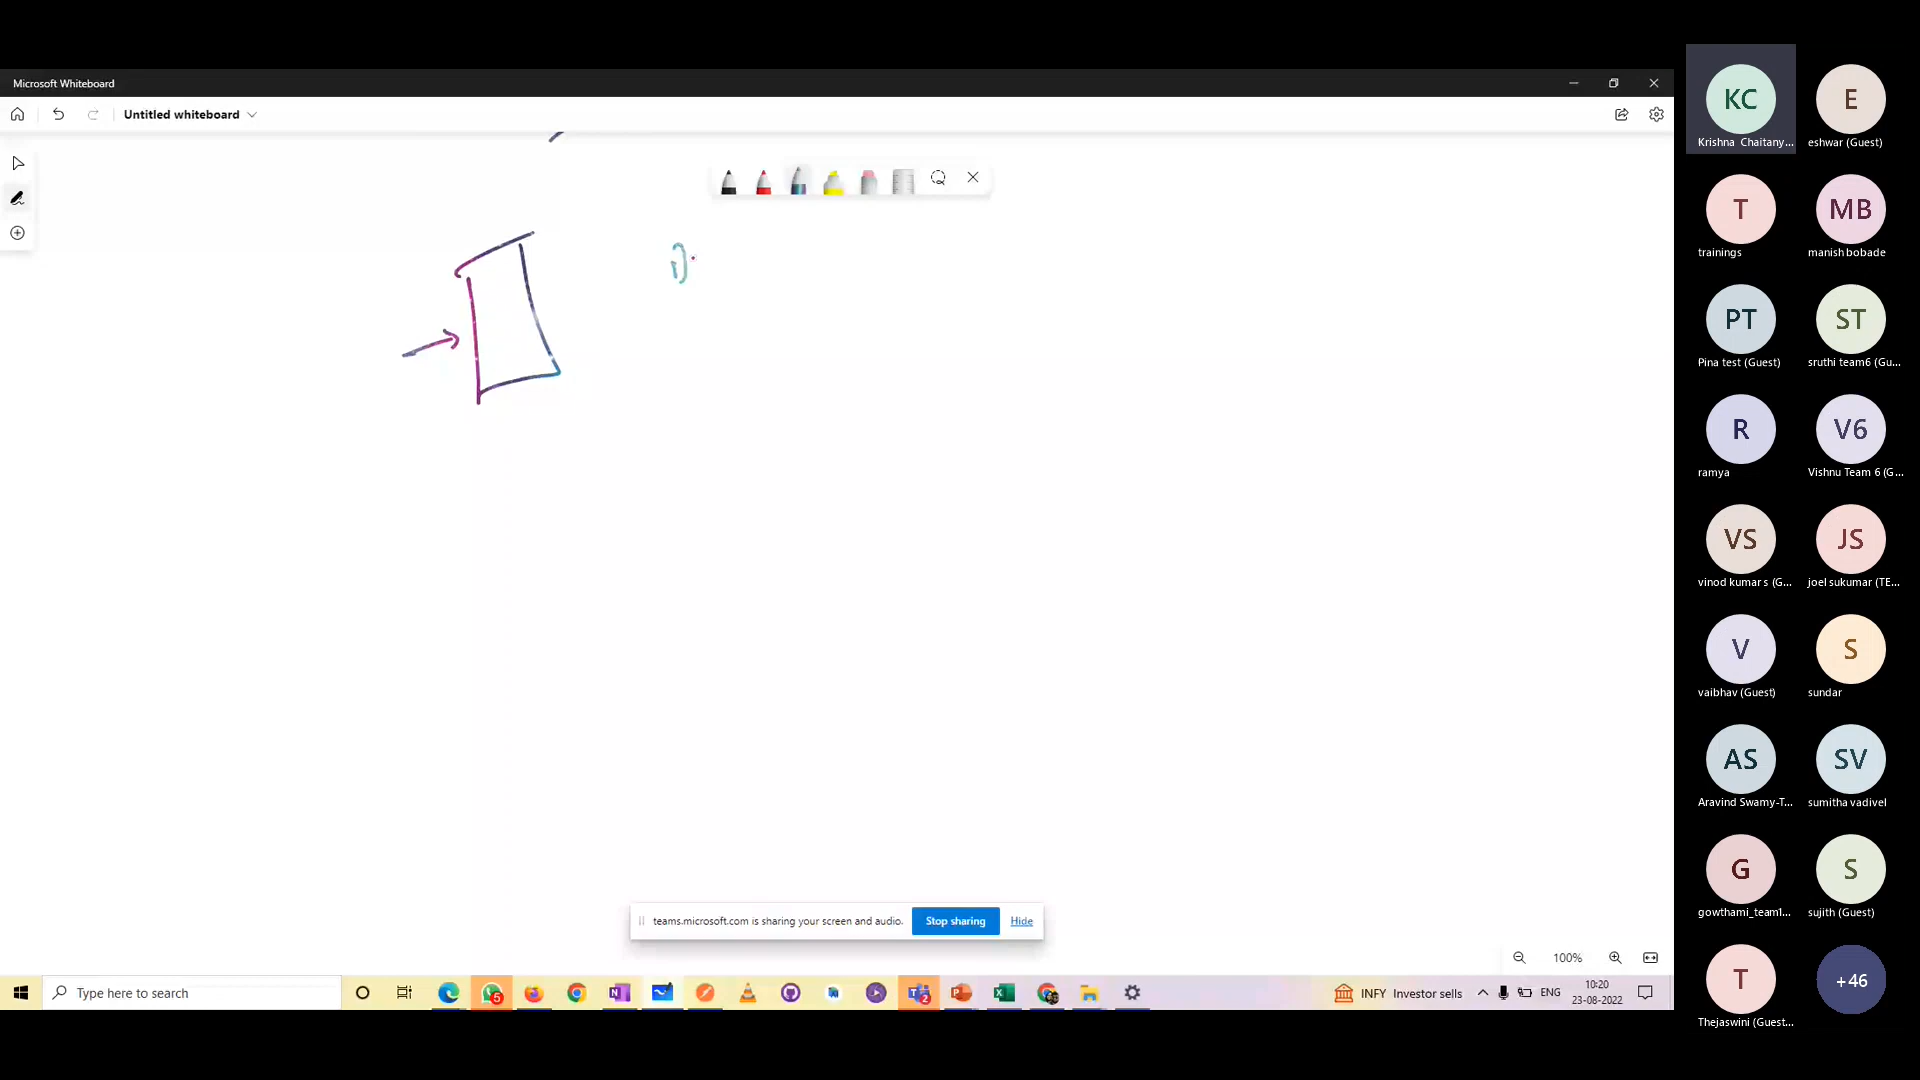 Microsoft Whiteboard
Untitled whiteboard
KC
Krishna Chaitany...
E
eshwar (Guest)
T
trainings
MB
manish bobade
PT
Pina test (Guest)
ST
sruthi team6 (Gu...
R
ramya
V6
Vishnu Team 6 (G...
VS
vinod kumar s (G...
JS
joel sukumar (TE...
V
vaibhav (Guest)
S
sundar
AS
Aravind Swamy-T...
SV
sumitha vadivel
G
gowthami_team1...
S
sujith (Guest)
T
Thejaswini (Guest...
+46
teams.microsoft.com is sharing your screen and audio.
Stop sharing
Hide
100%
Type here to search
5
2
INFY Investor sells
ENG
10:20
23-08-2022